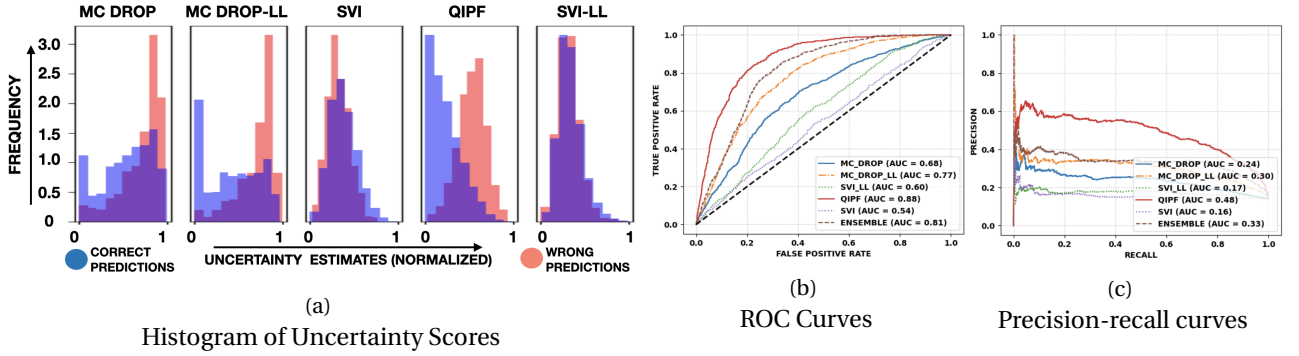 MC DROP MC DROP-LL SVI QIPF SVI-LL
FREQUENCY
3.0
2.5
2.0
1.5
1.0
0.5
0
0 1 0 1 0 1 0 1 0 1
CORRECT PREDICTIONS
UNCERTAINTY ESTIMATES (NORMALIZED)
WRONG PREDICTIONS
(a)
Histogram of Uncertainty Scores
TRUE POSITIVE RATE
1.0
0.8
0.6
0.4
0.2
0.0
MC_DROP (AUC = 0.68)
MC_DROP_LL (AUC = 0.77)
SVI_LL (AUC = 0.60)
QIPF (AUC = 0.88)
SVI (AUC = 0.54)
ENSEMBLE (AUC = 0.81)
0.0 0.2 0.4 0.6 0.8 1.0
FALSE POSITIVE RATE
(b)
ROC Curves
PRECISION
1.0
0.8
0.6
0.4
0.2
0.0
MC_DROP (AUC = 0.24)
MC_DROP_LL (AUC = 0.30)
SVI_LL (AUC = 0.17)
QIPF (AUC = 0.48)
SVI (AUC = 0.16)
ENSEMBLE (AUC = 0.33)
0.0 0.2 0.4 0.6 0.8 1.0
RECALL
(c)
Precision-recall curves